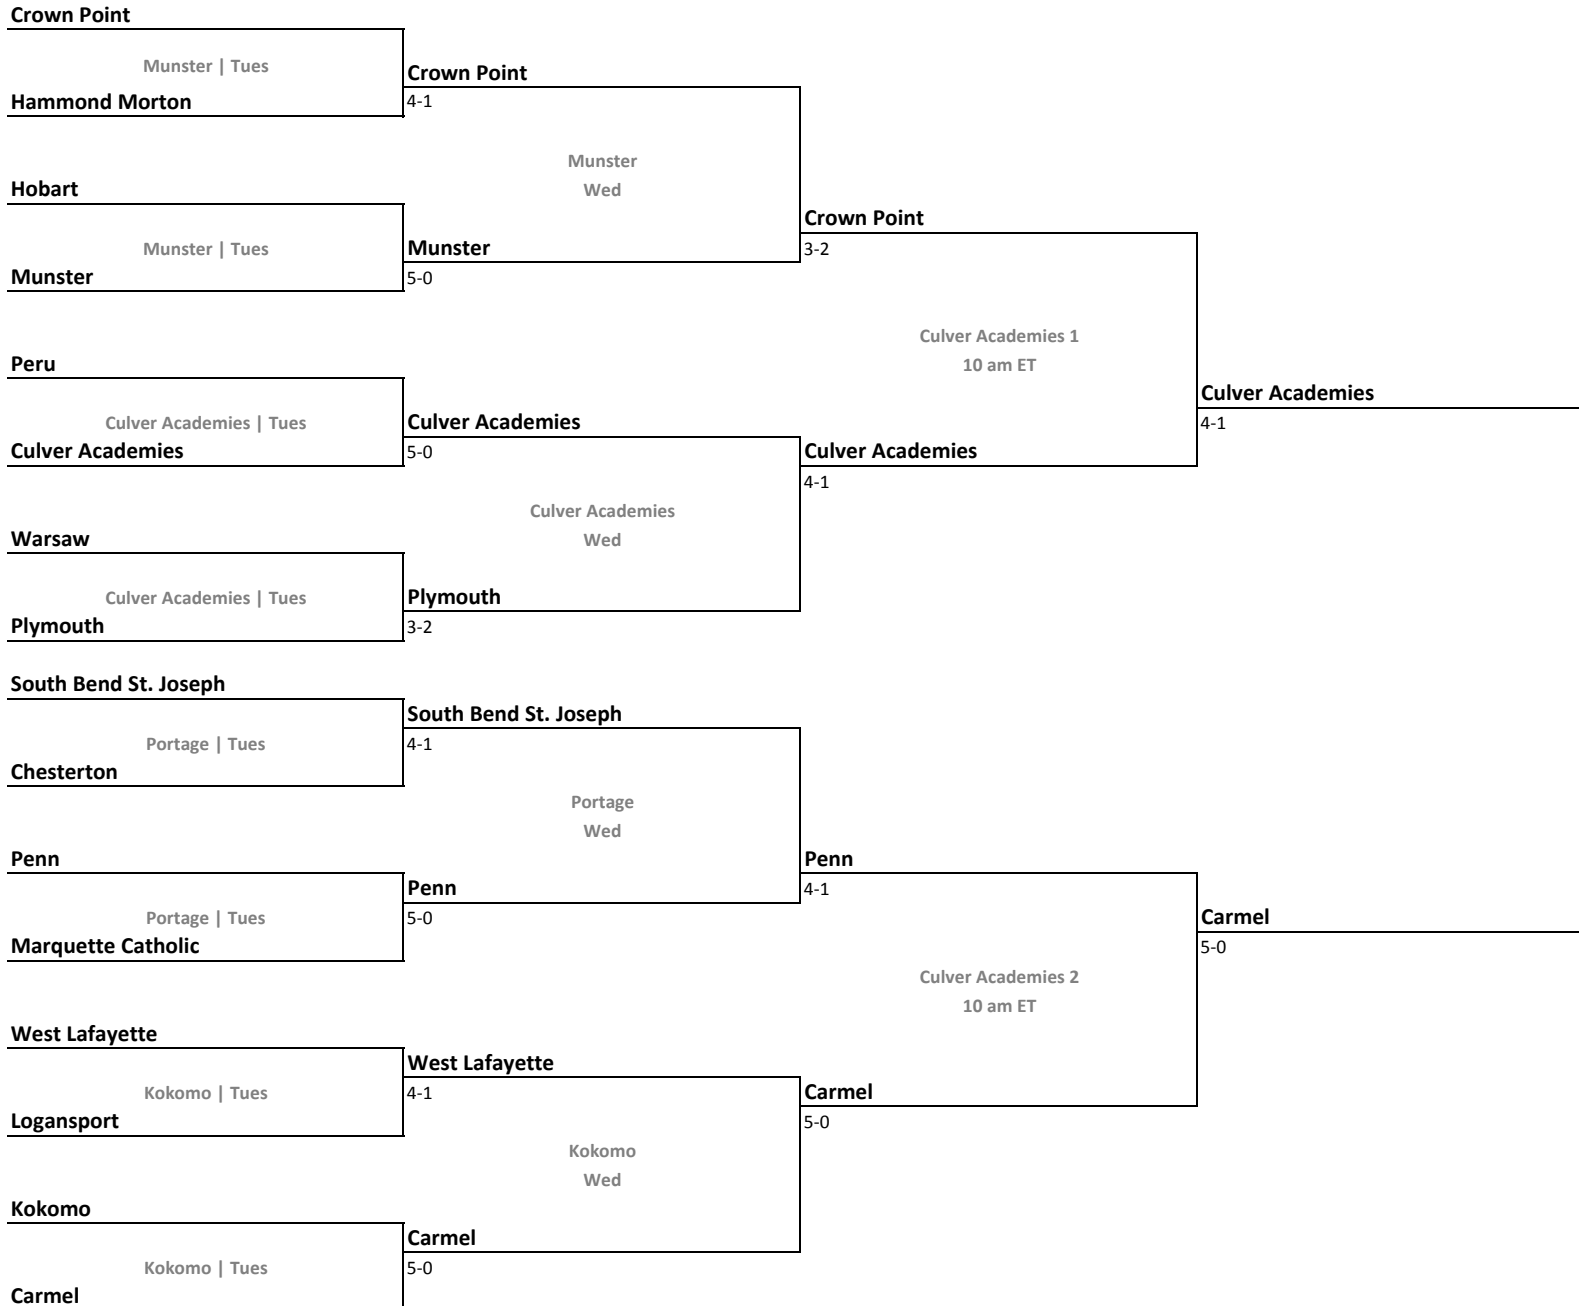 Crown Point
Munster | Tues
Crown Point
Hammond Morton
4-1
Munster
Wed
Hobart
Crown Point
3-2
Munster | Tues
Munster
Munster
5-0
Culver Academies 1
10 am ET
Peru
Culver Academies
4-1
Culver Academies | Tues
Culver Academies
Culver Academies
5-0
Culver Academies
4-1
Culver Academies
Wed
Warsaw
Culver Academies | Tues
Plymouth
Plymouth
3-2
South Bend St. Joseph
South Bend St. Joseph
Portage | Tues
4-1
Chesterton
Portage
Wed
Penn
Penn
Penn
4-1
Portage | Tues
5-0
Carmel
Marquette Catholic
5-0
Culver Academies 2
10 am ET
West Lafayette
West Lafayette
Kokomo | Tues
4-1
Carmel
Logansport
5-0
Kokomo
Wed
Kokomo
Carmel
Kokomo | Tues
5-0
Carmel